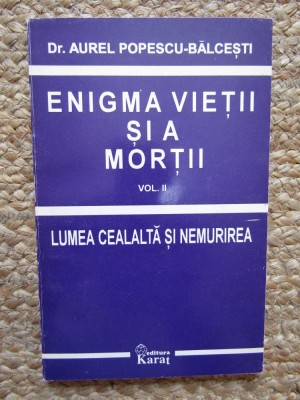 Dr. AUREL POPESCU-BĂLCEȘTI
ENIGMA VIEȚII
ȘI A
MORȚII
VOL. II
LUMEA CEALALTĂ ȘI NEMURIREA
editura
Karat